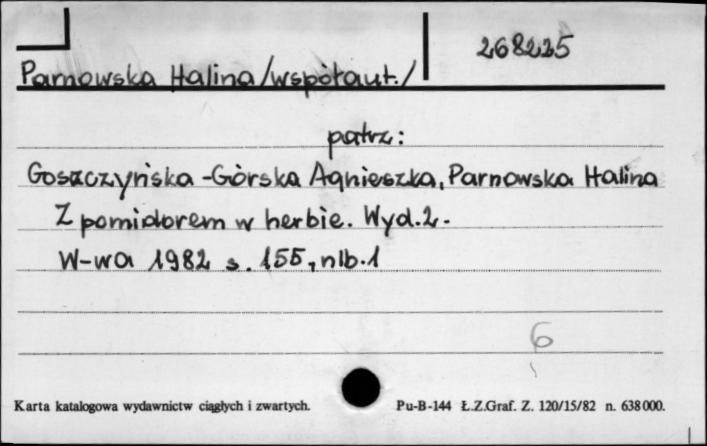 268225
Parnowska Halina /współaut./
patrz:
Goszczyńska-Górska Agnieszka, Parnowska Halina
Z pomidorem w herbie. Wyd. 2.-
W-wa 1982 s. 155, nlb. 1
6
Karta katalogowa wydawnictw ciągłych i zwartych. Pu-B-144 Ł.Z.Graf. Z. 120/15/82 n. 638000.